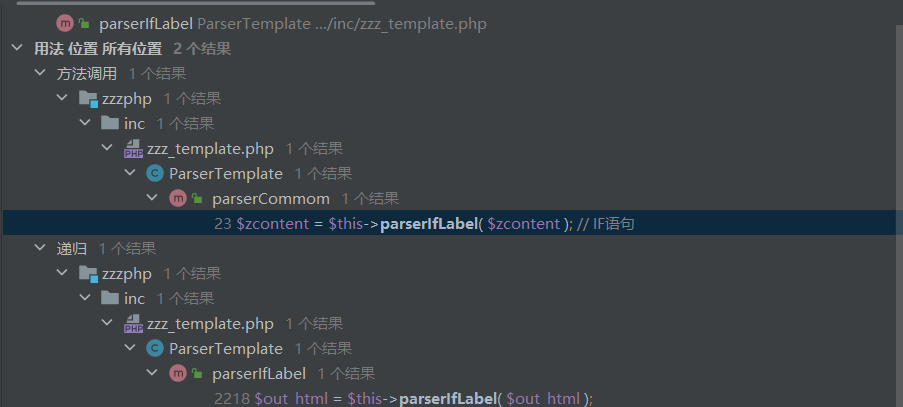 parserIfLabel ParserTemplate .../inc/zzz_template.php
用法 位置 所有位置 2 个结果
方法调用 1 个结果
zzzphp 1 个结果
inc 1 个结果
zzz_template.php 1 个结果
ParserTemplate 1 个结果
parserCommom 1 个结果
23 $zcontent = $this->parserIfLabel( $zcontent ); // IF语句
递归 1 个结果
zzzphp 1 个结果
inc 1 个结果
zzz_template.php 1 个结果
ParserTemplate 1 个结果
parserIfLabel 1 个结果
2218 $out_html = $this->parserIfLabel( $out_html );